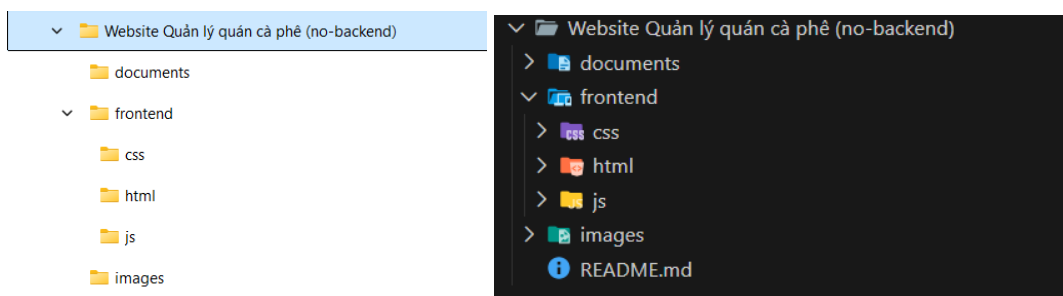 Website Quản lý quán cà phê (no-backend)
documents
frontend
css
html
js
images
Website Quản lý quán cà phê (no-backend)
documents
frontend
css
html
js
images
README.md